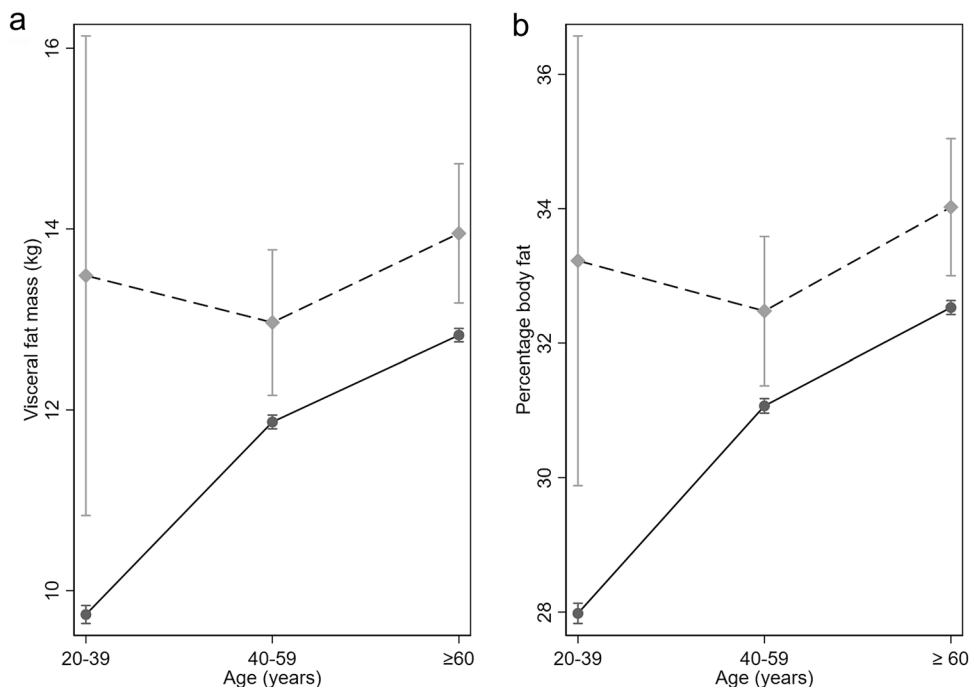 a
Visceral fat mass (kg)
16
14
12
10
20-39
40-59
≥60
Age (years)
b
Percentage body fat
36
34
32
30
28
20-39
40-59
≥ 60
Age (years)